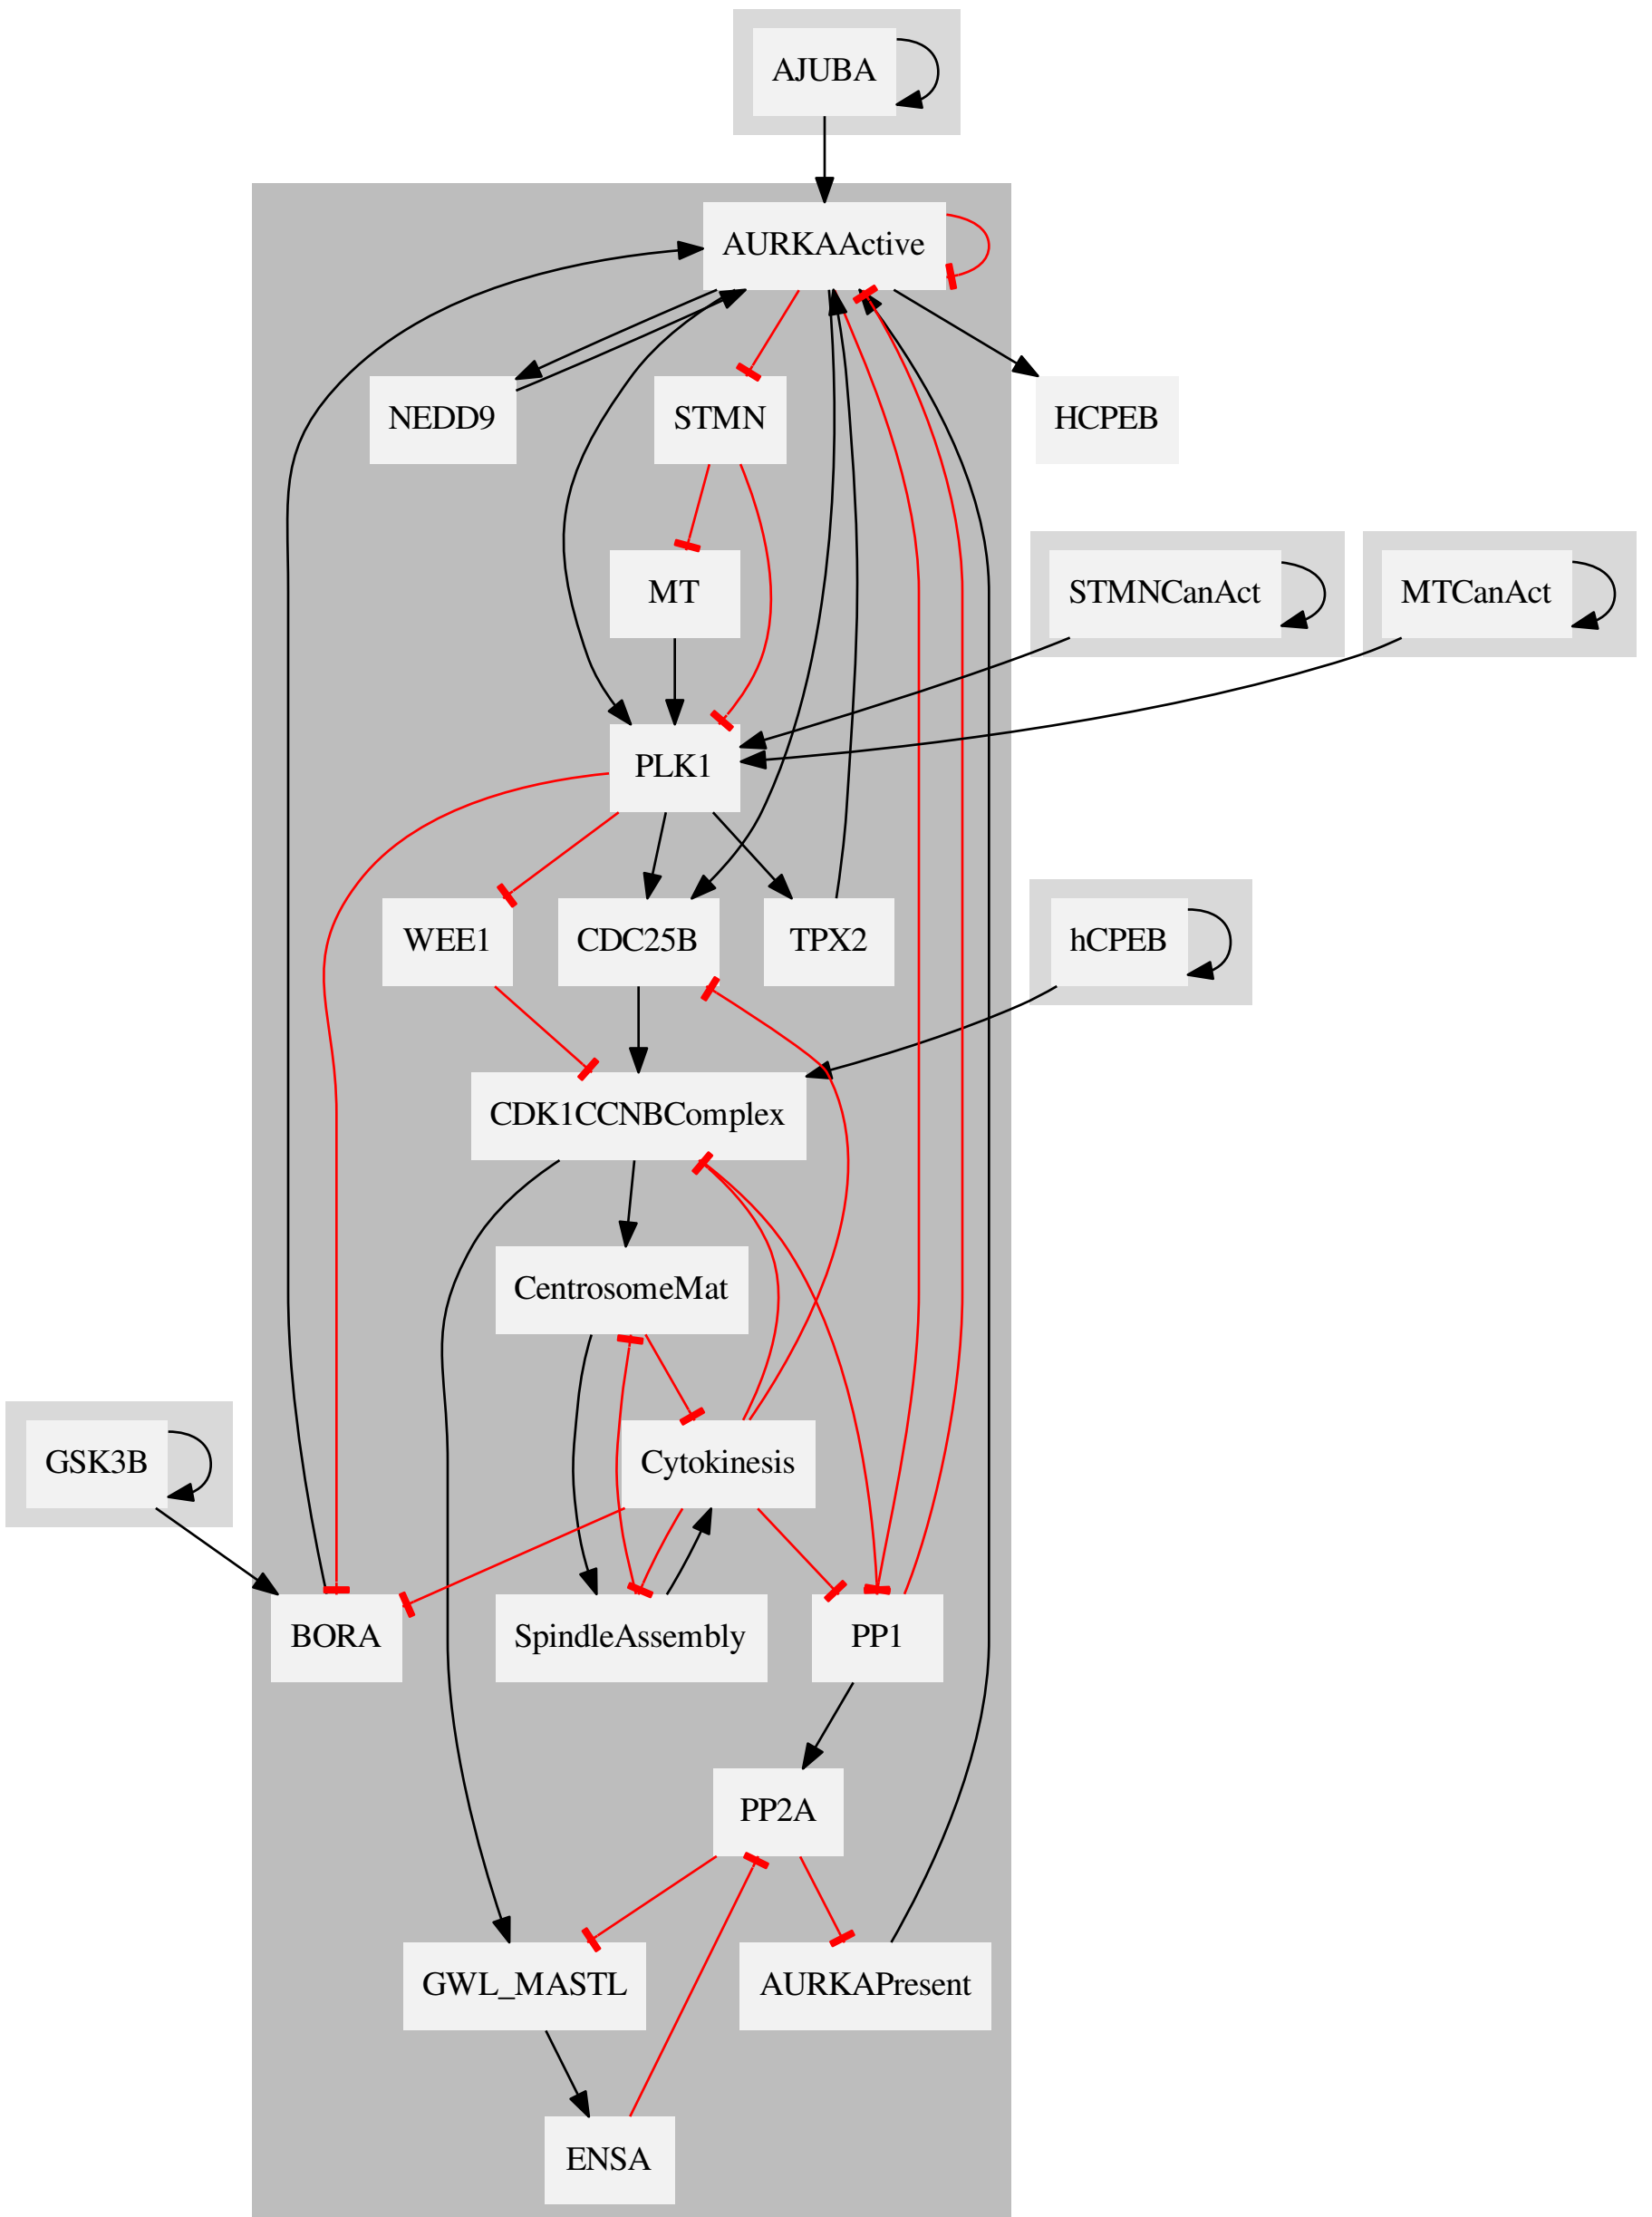 AJUBA
AURKAActive
NEDD9
STMN
HCPEB
MT
STMNCanAct
MTCanAct
PLK1
WEE1
CDC25B
TPX2
hCPEB
CDK1CCNBComplex
CentrosomeMat
GSK3B
Cytokinesis
BORA
SpindleAssembly
PP1
PP2A
GWL_MASTL
AURKAPresent
ENSA